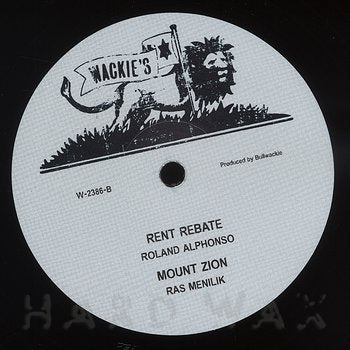 WACKIE'S
Produced by Bullwackie
W-2386-B
RENT REBATE
ROLAND ALPHONSO
MOUNT ZION
RAS MENILIK
HARD WAX